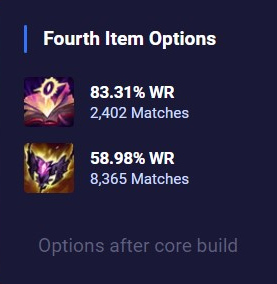 Fourth Item Options
83.31% WR
2,402 Matches
58.98% WR
8,365 Matches
Options after core build